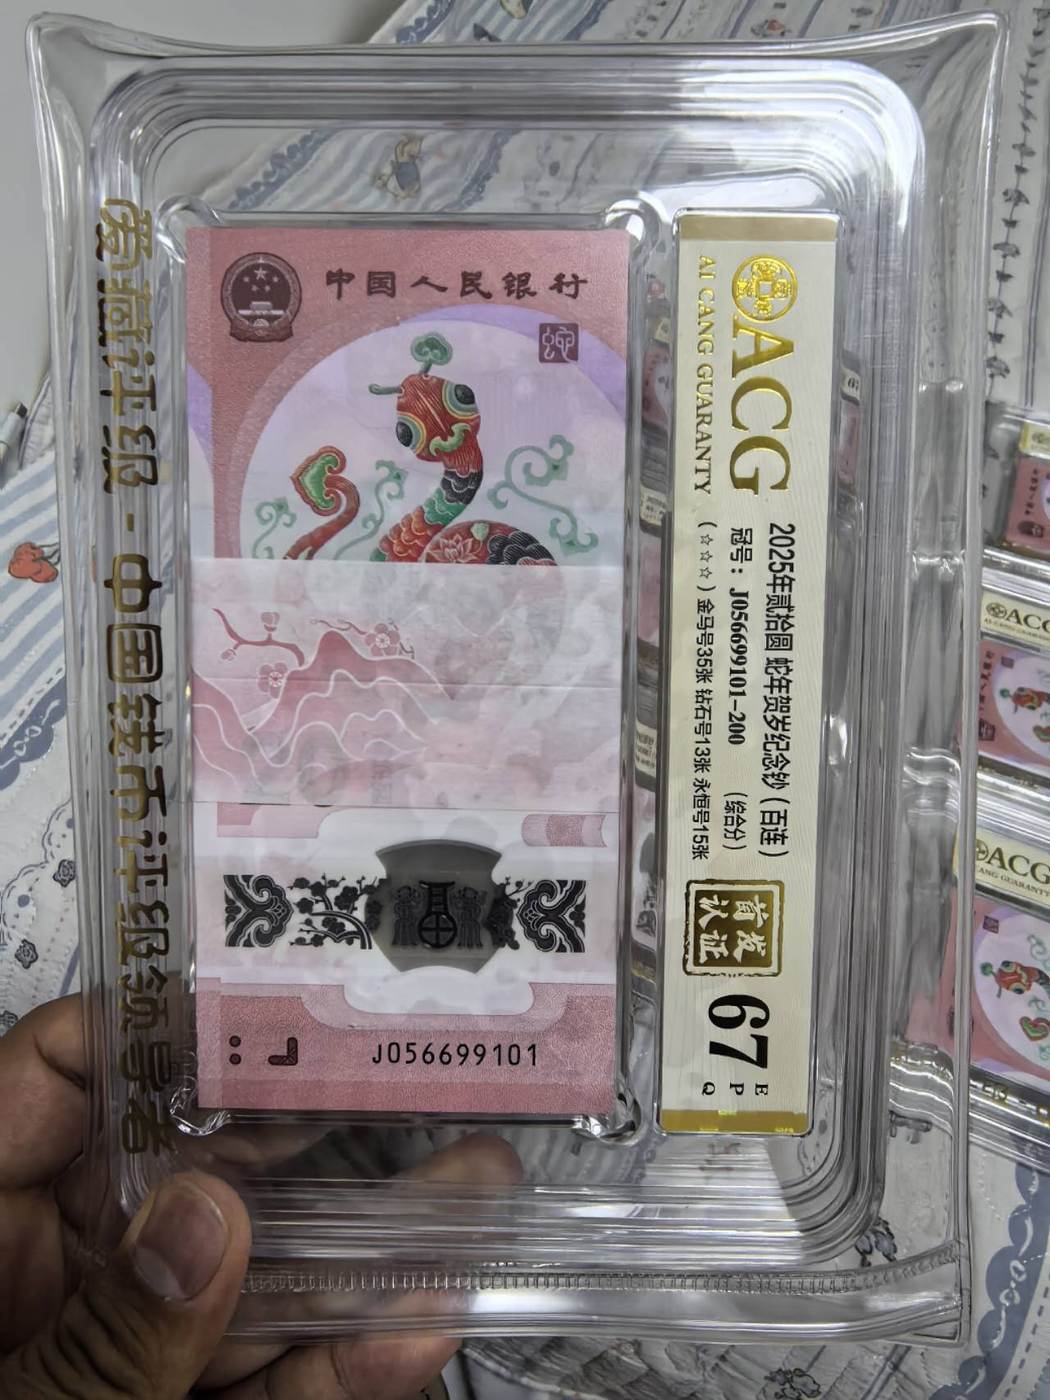 中国人民银行
J056699101
ACG
AI CANG GUARANTY
2025年贰拾圆 蛇年贺岁纪念钞（百连）
冠号：J056699101-200 （综合分）
（☆☆☆）金马号35张 钻石号13张 永恒号15张
首发
认证
67
E
P
Q
爱藏评级·中国钱币评级领导者
ACG
ACG